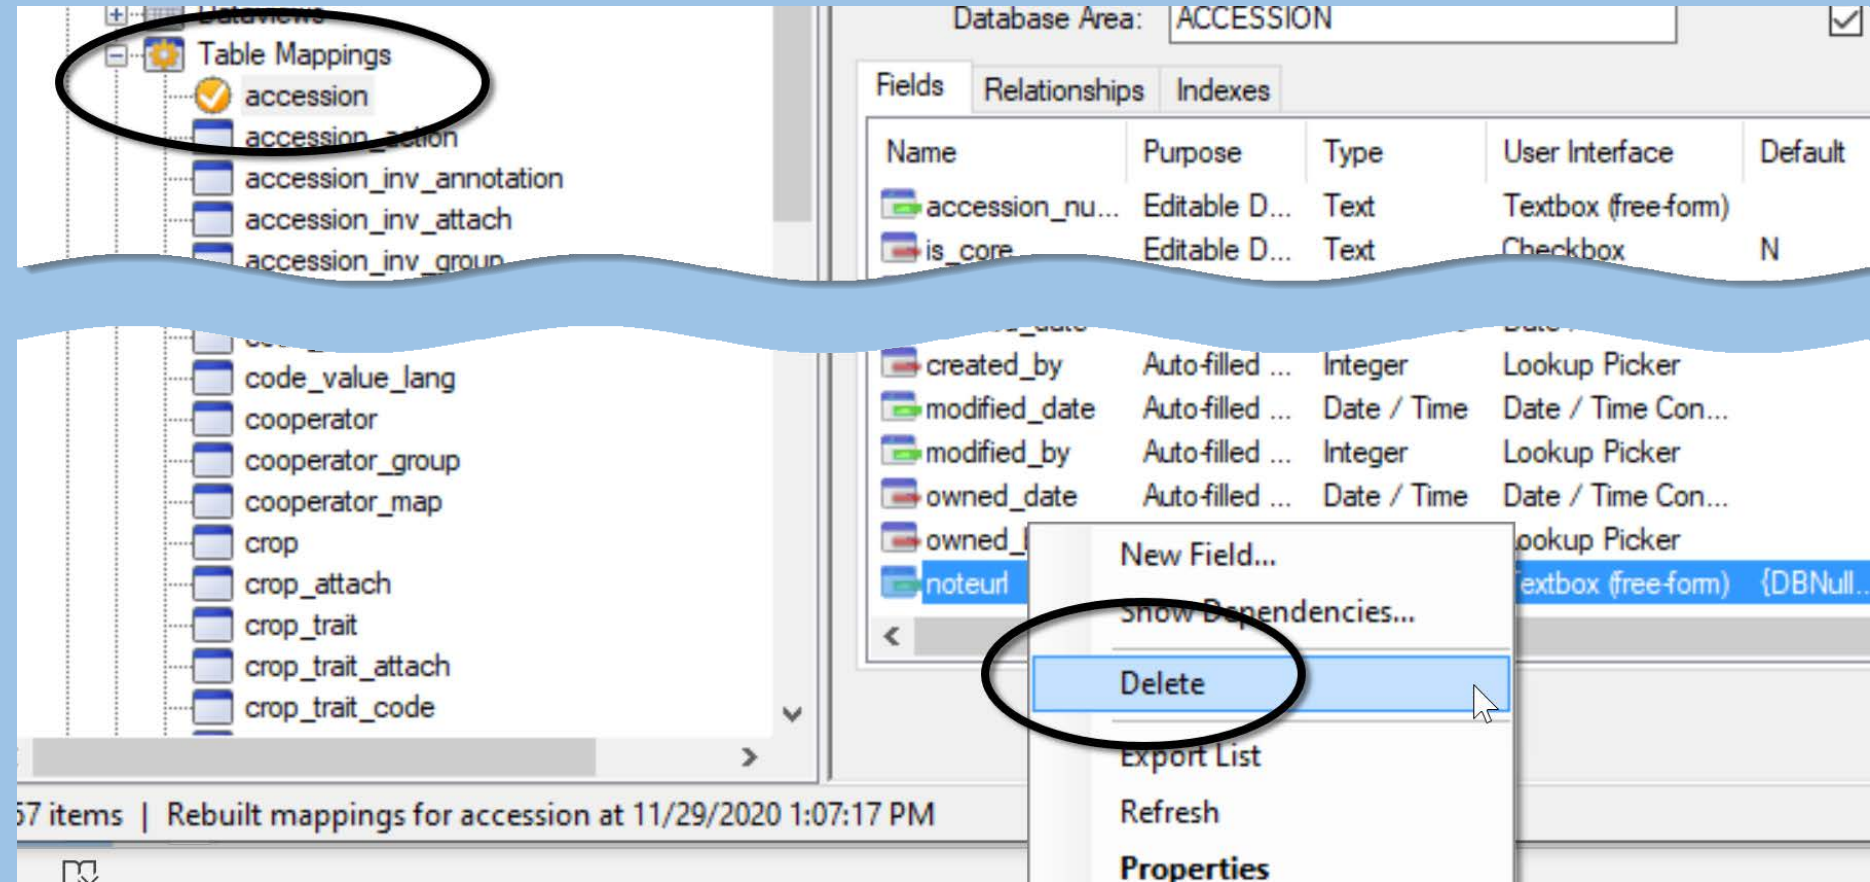 Dataviews
Table Mappings
accession
accession_action
accession_inv_annotation
accession_inv_attach
accession_inv_group
code_value_lang
cooperator
cooperator_group
cooperator_map
crop
crop_attach
crop_trait
crop_trait_attach
crop_trait_code
Database Area: ACCESSION
Fields Relationships Indexes
Name Purpose Type User Interface Default
accession_nu... Editable D... Text Textbox (free-form)
is_core Editable D... Text Checkbox N
created_by Auto-filled ... Integer Lookup Picker
modified_date Auto-filled ... Date / Time Date / Time Con...
modified_by Auto-filled ... Integer Lookup Picker
owned_date Auto-filled ... Date / Time Date / Time Con...
owned_ Lookup Picker
noteurl Textbox (free-form) {DBNull...
New Field...
Show Dependencies...
Delete
Export List
Refresh
Properties
57 items | Rebuilt mappings for accession at 11/29/2020 1:07:17 PM